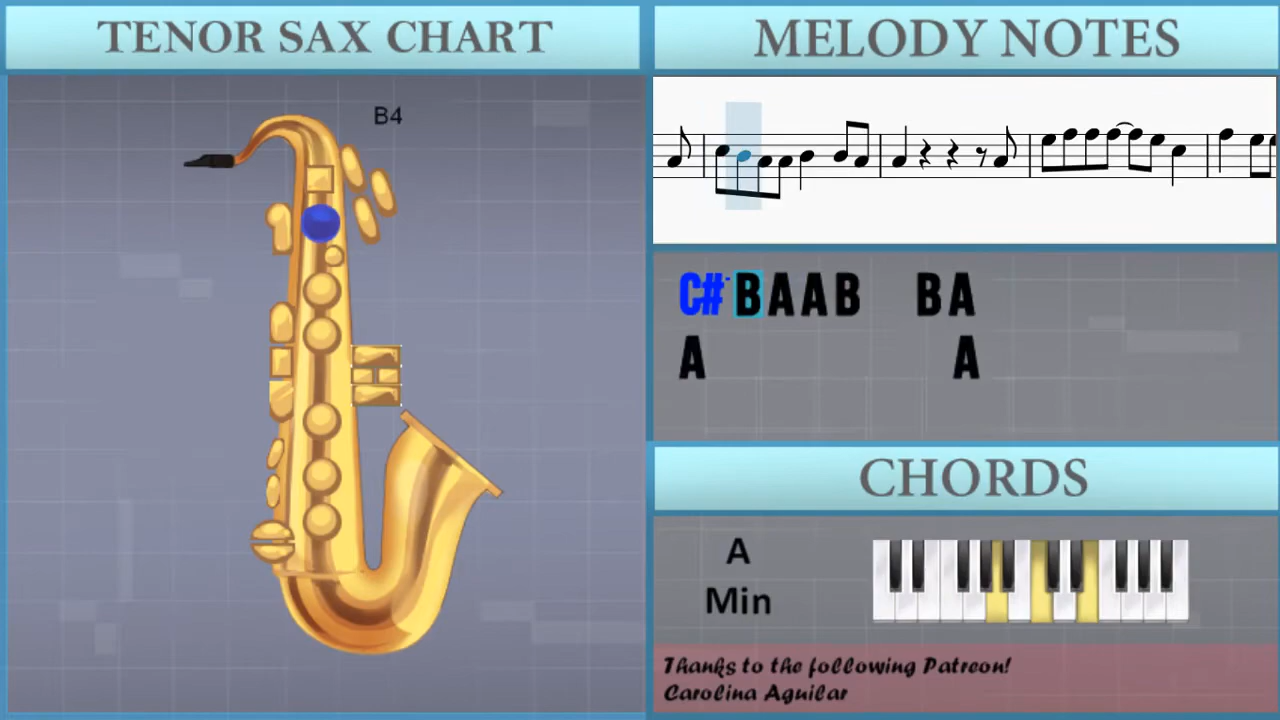 TENOR SAX CHART
B4
MELODY NOTES
C# B A A B B A
A A
CHORDS
A
Min
Thanks to the following Patreon!
Carolina Aguilar